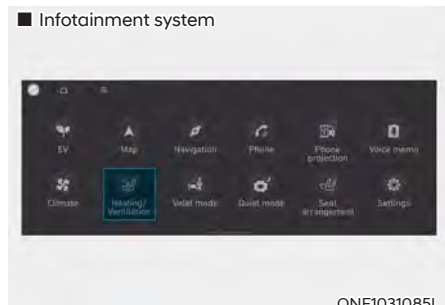 Infotainment system
EV
Map
Navigation
Phone
Phone
projection
Voice memo
Climate
Heating/
Ventilation
Valet mode
Quiet mode
Seat
arrangement
Settings